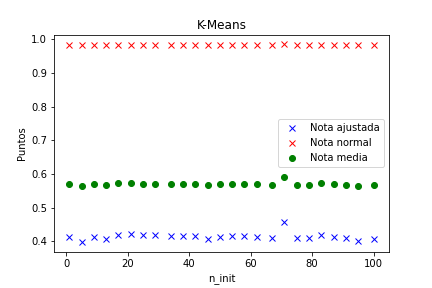 K-Means
1.0
0.9
0.8
0.7
0.6
0.5
0.4
Puntos
Nota ajustada
Nota normal
Nota media
0 20 40 60 80 100
n_init